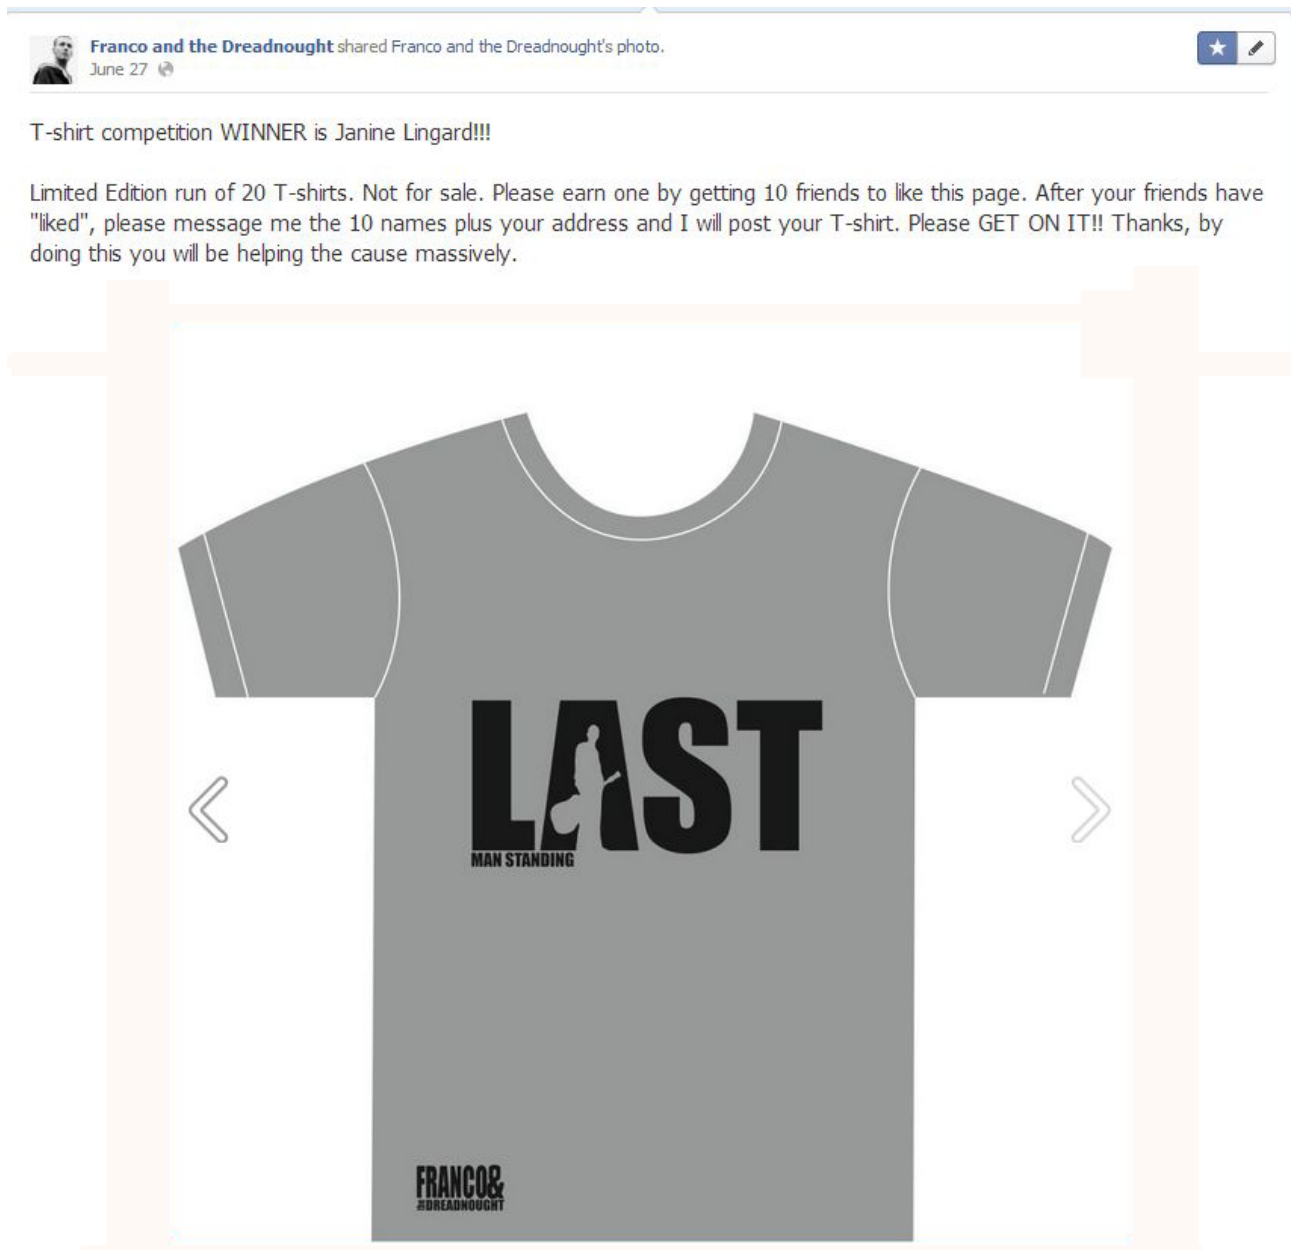 Franco and the Dreadnought shared Franco and the Dreadnought's photo.
June 27
T-shirt competition WINNER is Janine Lingard!!!
Limited Edition run of 20 T-shirts. Not for sale. Please earn one by getting 10 friends to like this page. After your friends have
"liked", please message me the 10 names plus your address and I will post your T-shirt. Please GET ON IT!! Thanks, by
doing this you will be helping the cause massively.
LAST
MAN STANDING
FRANCO&
THE DREADNOUGHT